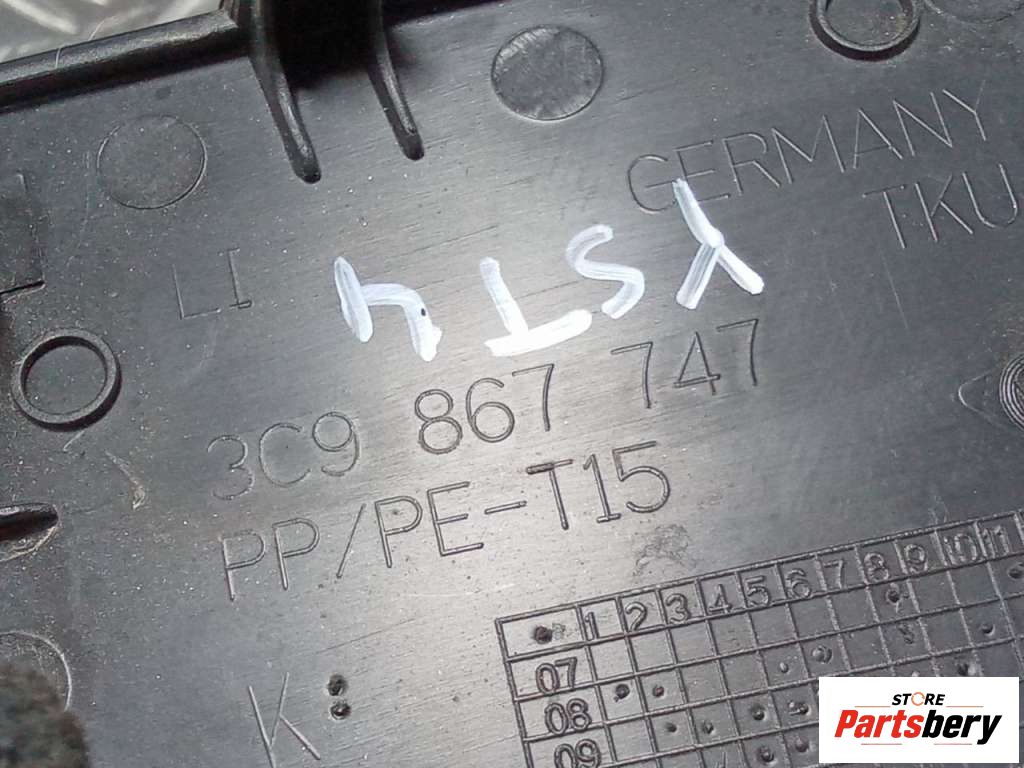 GERMANY
TKU
LI
YST4
3C9 867 747
PP/PE-T15
1 2 3 4 5 6 7 8 9 10 11
07
08
09
K
STORE
Partsbery